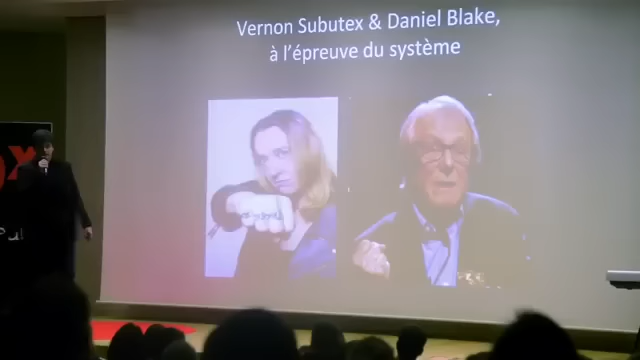 Vernon Subutex & Daniel Blake,
à l'épreuve du système
x